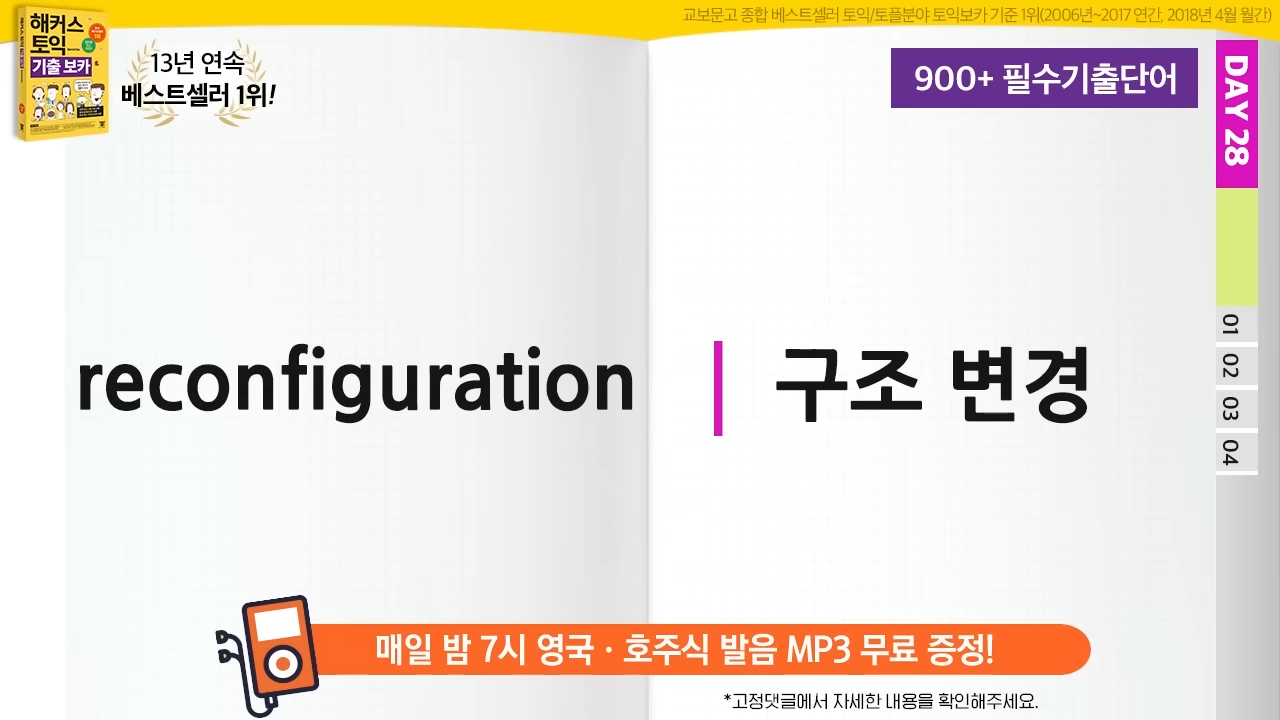 교보문고 종합 베스트셀러 토익/토플분야 토익보카 기준 1위(2006년~2017 연간, 2018년 4월 월간)
해커스
토익
기출 보카
13년 연속
베스트셀러 1위!
900+ 필수기출단어
DAY 28
01
02
03
04
reconfiguration
구조 변경
매일 밤 7시 영국 · 호주식 발음 MP3 무료 증정!
*고정댓글에서 자세한 내용을 확인해주세요.